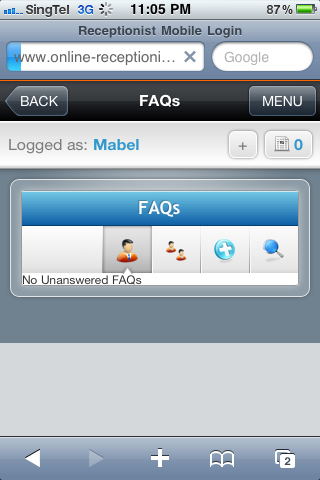 SingTel 3G 11:05 PM 87%
Receptionist Mobile Login
www.online-receptioni... Google
BACK FAQs MENU
Logged as: Mabel + 0
FAQs
No Unanswered FAQs
2